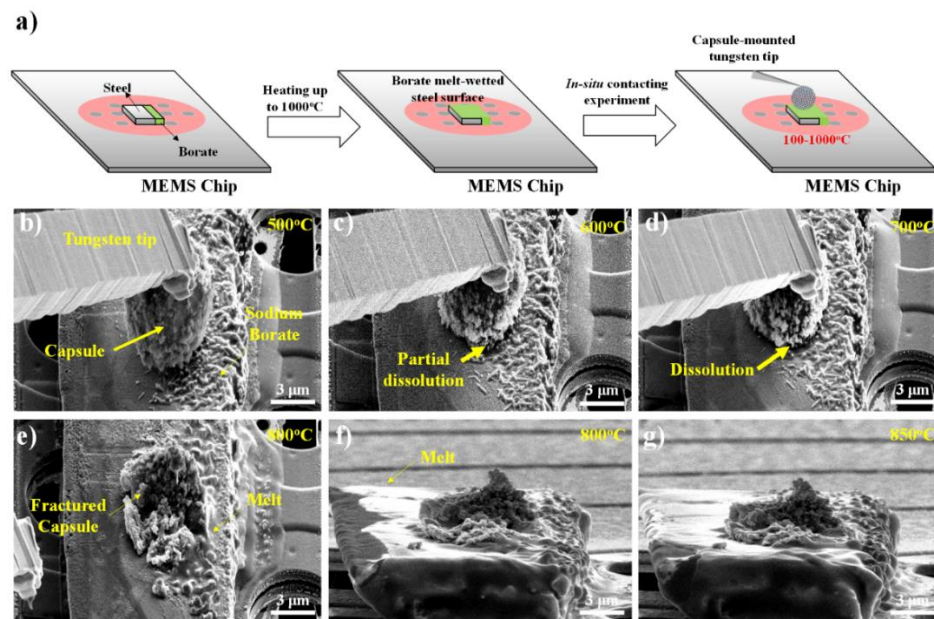 a)
Steel
Borate
MEMS Chip
Heating up
to 1000°C
Borate melt-wetted
steel surface
MEMS Chip
In-situ contacting
experiment
Capsule-mounted
tungsten tip
100-1000°C
MEMS Chip
b)
500°C
Tungsten tip
Capsule
Sodium
Borate
3 μm
c)
600°C
Partial
dissolution
3 μm
d)
700°C
Dissolution
3 μm
e)
800°C
Fractured
Capsule
Melt
3 μm
f)
800°C
Melt
3 μm
g)
850°C
3 μm